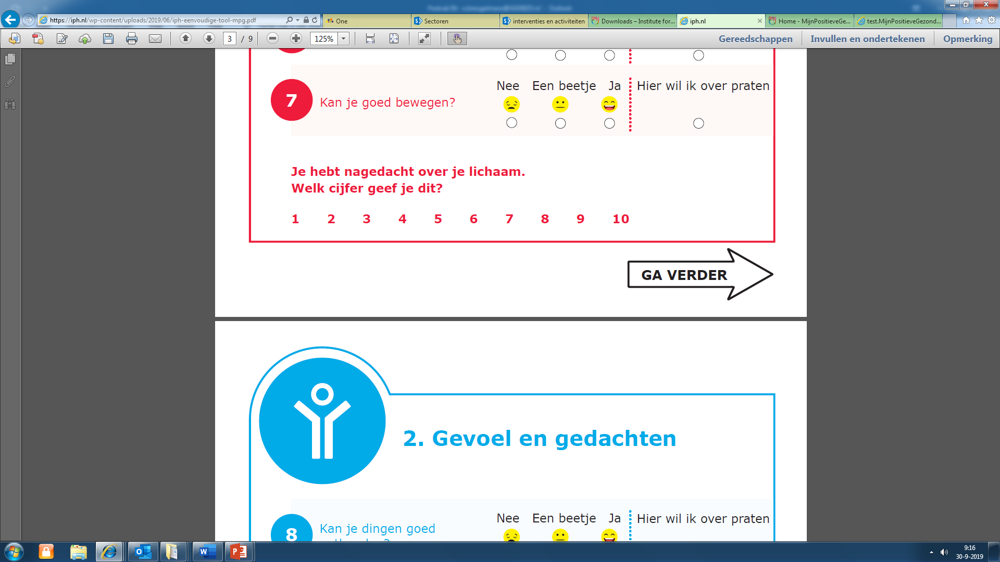 https://iph.nl/wp-content/uploads/2019/06/iph-eenvoudige-tool-mpg.pdf
One
Sectoren
interventies en activiteiten
Downloads – Institute for...
iph.nl
Home - MijnPositieveGe...
test.MijnPositieveGezond...
3 / 9
125%
Gereedschappen
Invullen en ondertekenen
Opmerking
7
Kan je goed bewegen?
Nee Een beetje Ja Hier wil ik over praten
Je hebt nagedacht over je lichaam.
Welk cijfer geef je dit?
1 2 3 4 5 6 7 8 9 10
GA VERDER
2. Gevoel en gedachten
Nee Een beetje Ja Hier wil ik over praten
8
Kan je dingen goed
9:16
30-9-2019